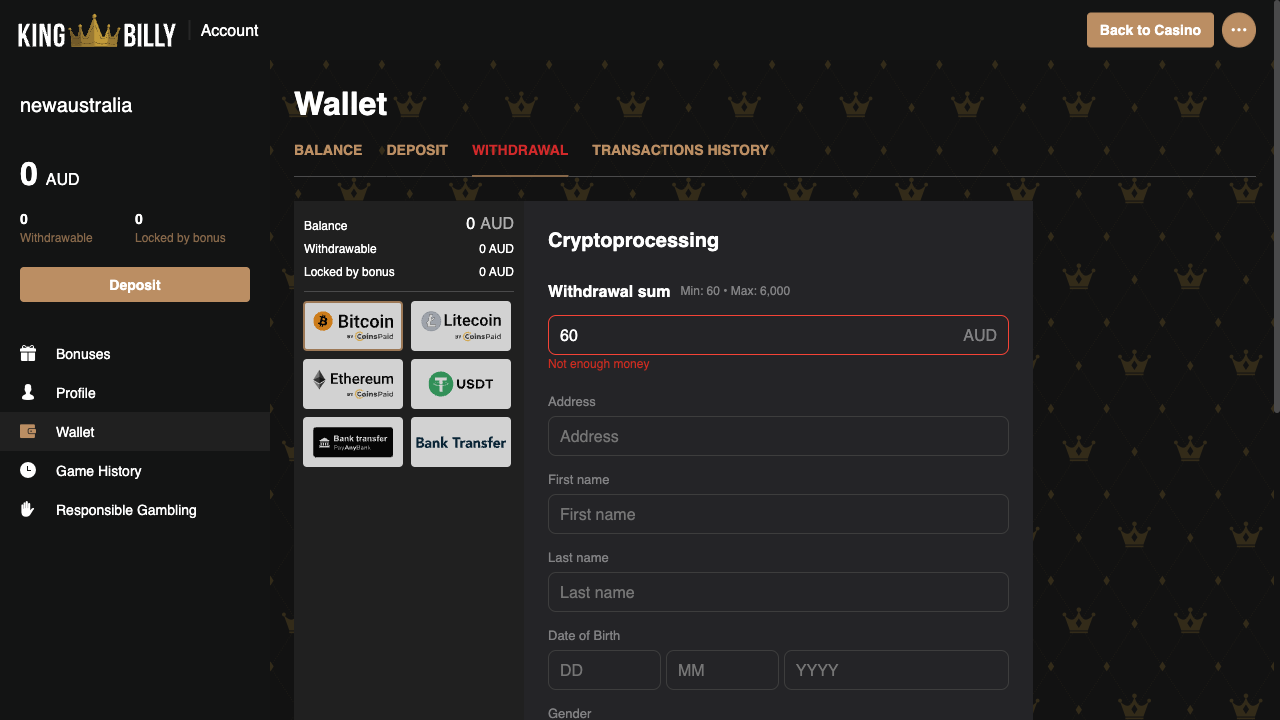 KING BILLY
Account
Back to Casino
newaustralia
0 AUD
0
Withdrawable
0
Locked by bonus
Deposit
Bonuses
Profile
Wallet
Game History
Responsible Gambling
Wallet
BALANCE
DEPOSIT
WITHDRAWAL
TRANSACTIONS HISTORY
Balance 0 AUD
Withdrawable 0 AUD
Locked by bonus 0 AUD
Bitcoin
BY CoinsPaid
Litecoin
BY CoinsPaid
Ethereum
BY CoinsPaid
USDT
Bank transfer
PayAnyBank
Bank Transfer
Cryptoprocessing
Withdrawal sum Min: 60 • Max: 6,000
60 AUD
Not enough money
Address
Address
First name
First name
Last name
Last name
Date of Birth
DD MM YYYY
Gender